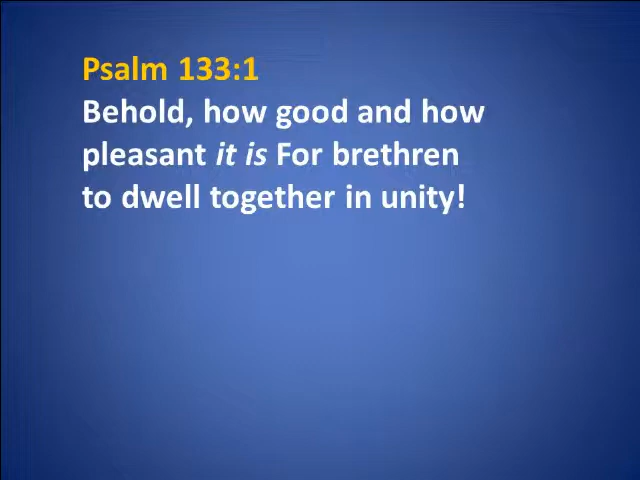 Psalm 133:1
Behold, how good and how
pleasant it is For brethren
to dwell together in unity!